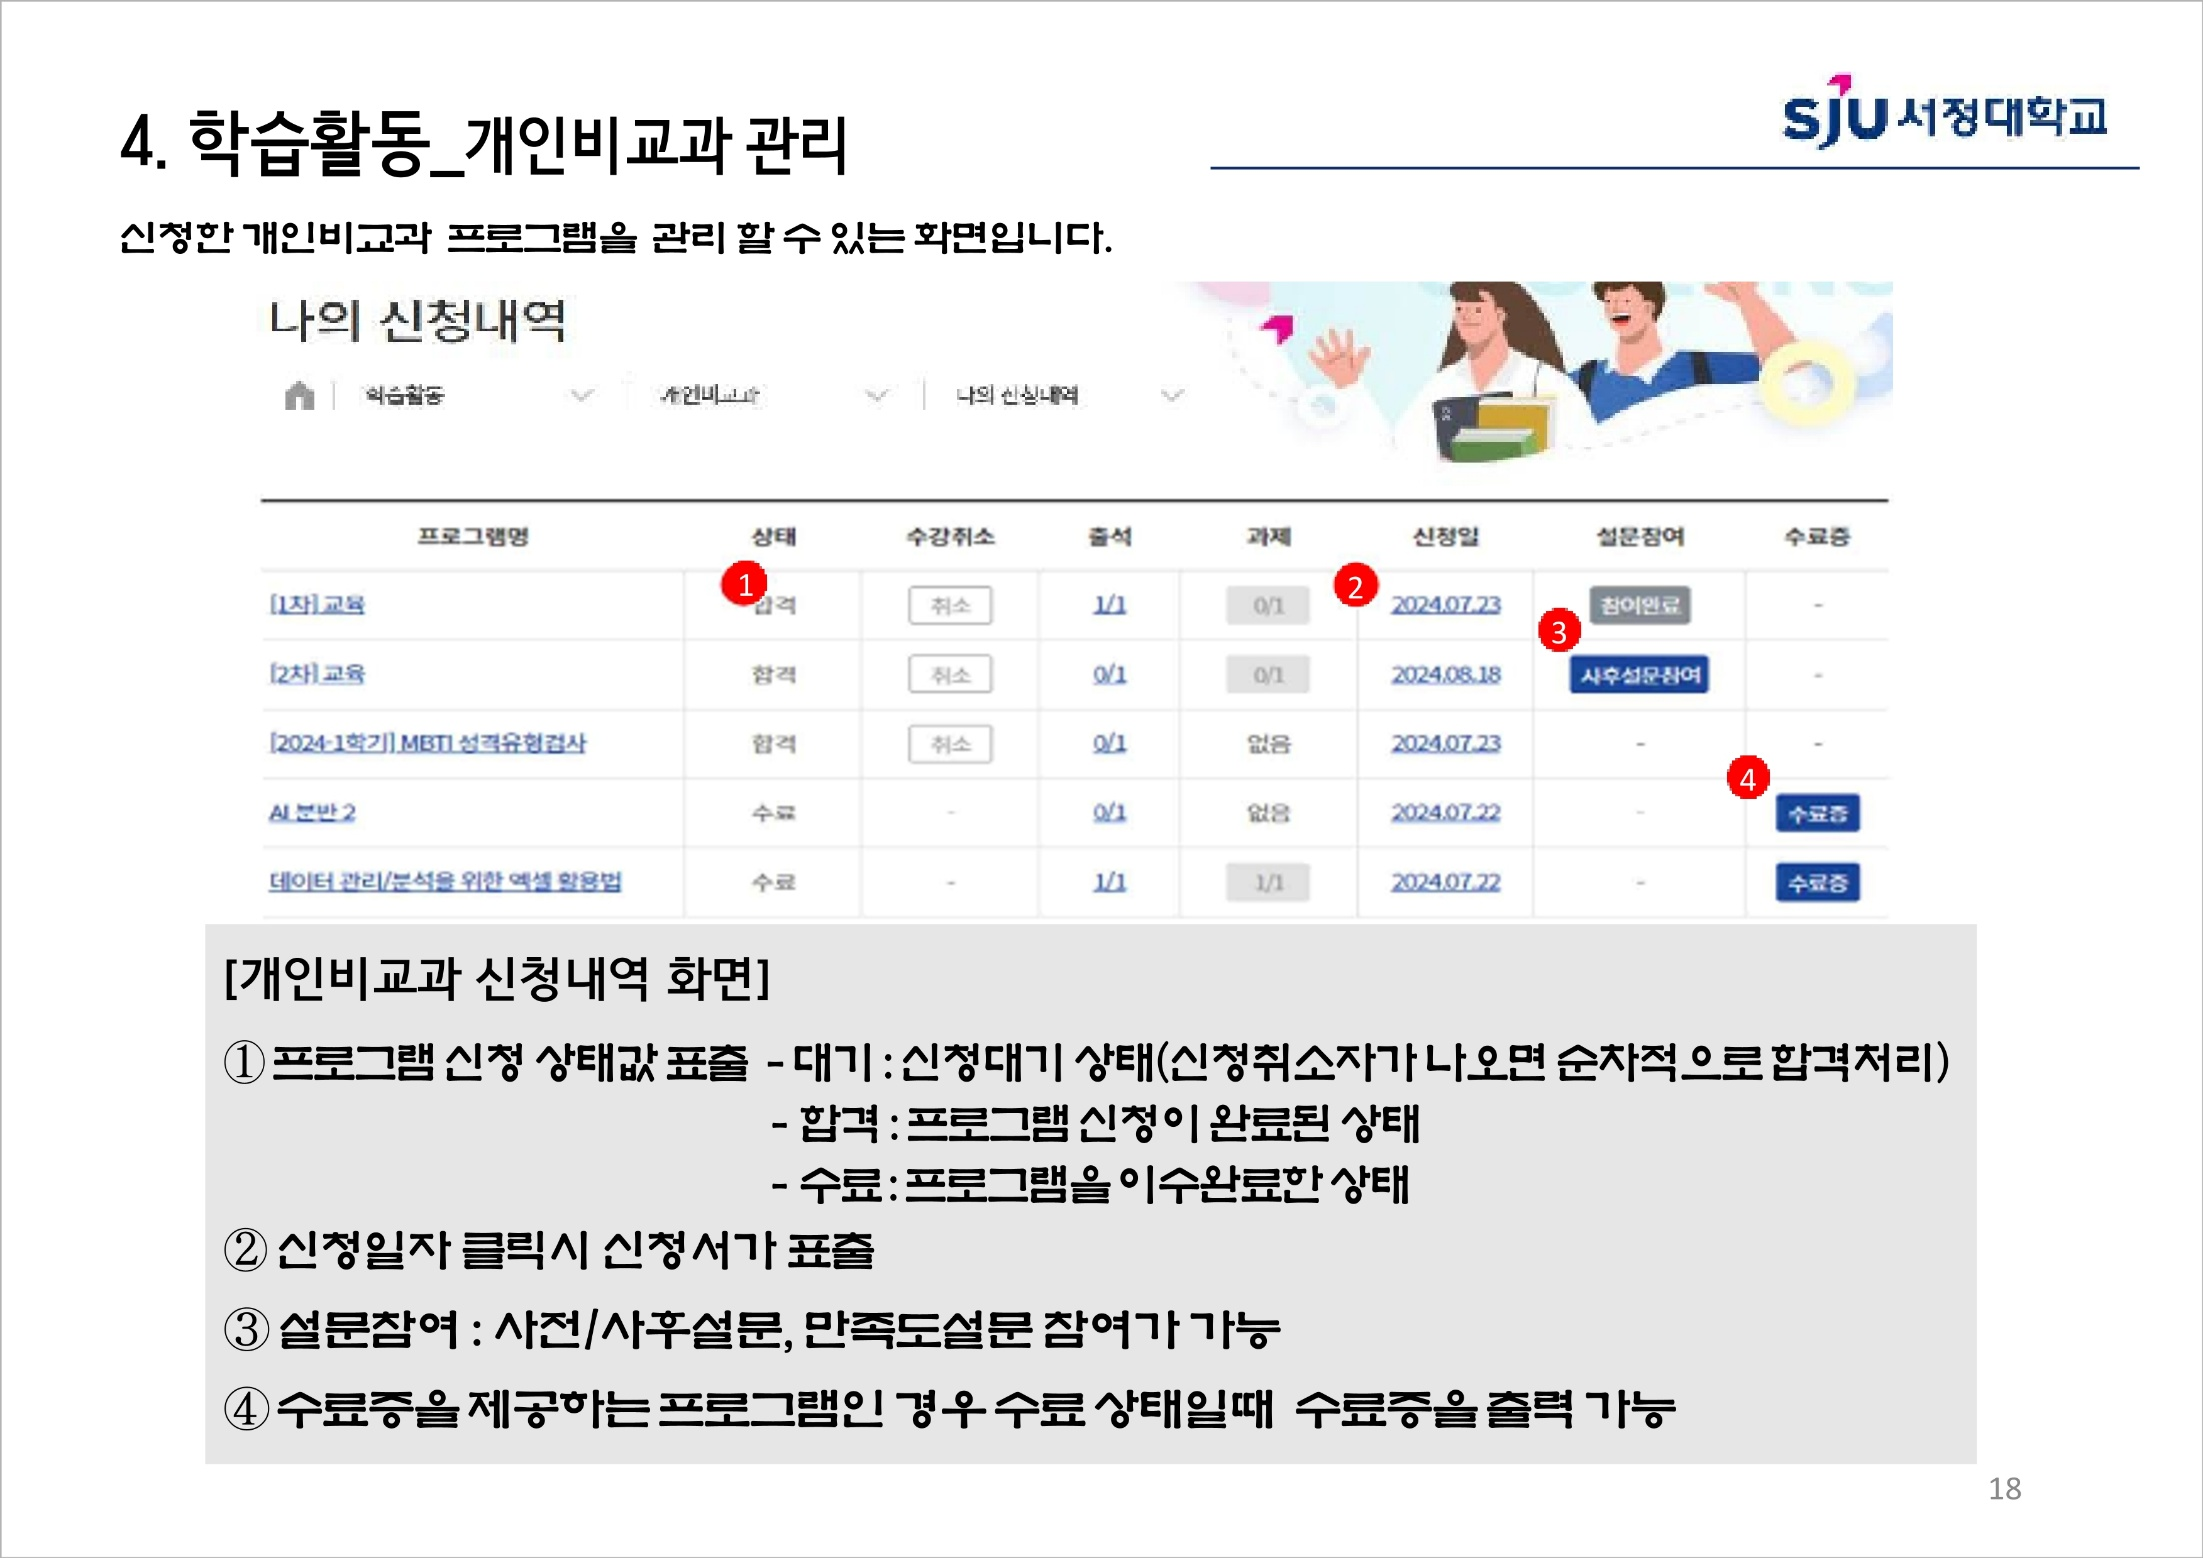 SJU 서정대학교
4. 학습활동_개인비교과 관리
신청한 개인비교과 프로그램을 관리 할 수 있는 화면입니다.
나의 신청내역
학습활동 개인비교과 나의 신청내역
프로그램명 상태 수강취소 출석 과제 신청일 설문참여 수료증
1 2
[1차] 교육 합격 취소 1/1 0/1 2024.07.23 참여완료 -
3
[2차] 교육 합격 취소 0/1 0/1 2024.08.18 사후설문참여 -
[2024-1학기] MBTI 성격유형검사 합격 취소 0/1 없음 2024.07.23 - -
4
AI 분반 2 수료 - 0/1 없음 2024.07.22 - 수료증
데이터 관리/분석을 위한 엑셀 활용법 수료 - 1/1 1/1 2024.07.22 - 수료증
[개인비교과 신청내역 화면]
① 프로그램 신청 상태값 표출 - 대기 : 신청대기 상태(신청취소자가 나오면 순차적으로 합격처리)
- 합격 : 프로그램 신청이 완료된 상태
- 수료 : 프로그램을 이수완료한 상태
② 신청일자 클릭시 신청서가 표출
③ 설문참여 : 사전/사후설문, 만족도설문 참여가 가능
④ 수료증을 제공하는 프로그램인 경우 수료 상태일때 수료증을 출력 가능
18